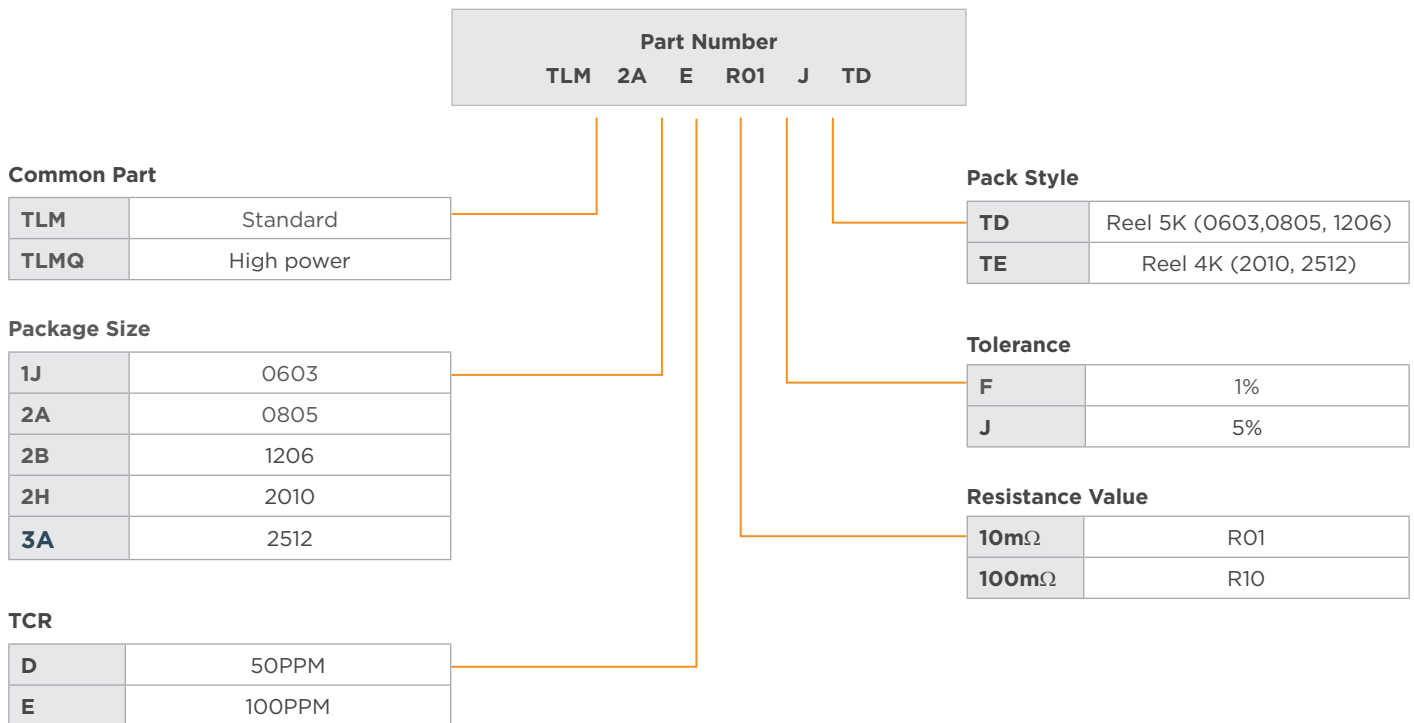 Part Number
TLM 2A E R01 J TD
Common Part
TLM Standard
TLMQ High power
Package Size
1J 0603
2A 0805
2B 1206
2H 2010
3A 2512
TCR
D 50PPM
E 100PPM
Pack Style
TD Reel 5K (0603,0805, 1206)
TE Reel 4K (2010, 2512)
Tolerance
F 1%
J 5%
Resistance Value
10mΩ R01
100mΩ R10